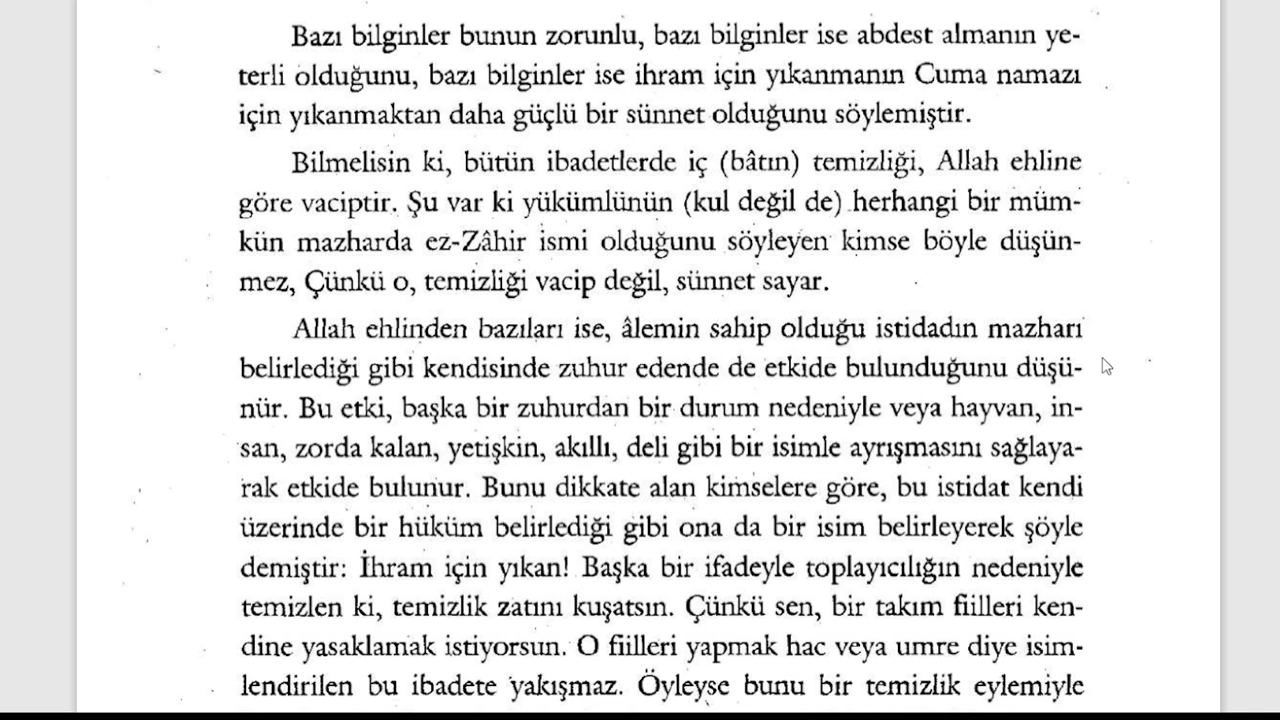 Bazı bilginler bunun zorunlu, bazı bilginler ise abdest almanın ye-
terli olduğunu, bazı bilginler ise ihram için yıkanmanın Cuma namazı
için yıkanmaktan daha güçlü bir sünnet olduğunu söylemiştir.
Bilmelisin ki, bütün ibadetlerde iç (bâtın) temizliği, Allah ehline
göre vaciptir. Şu var ki yükümlünün (kul değil de) herhangi bir müm-
kün mazharda ez-Zâhir ismi olduğunu söyleyen kimse böyle düşün-
mez, Çünkü o, temizliği vacip değil, sünnet sayar.
Allah ehlinden bazıları ise, âlemin sahip olduğu istidadın mazharı
belirlediği gibi kendisinde zuhur edende de etkide bulunduğunu düşü-
nür. Bu etki, başka bir zuhurdan bir durum nedeniyle veya hayvan, in-
san, zorda kalan, yetişkin, akıllı, deli gibi bir isimle ayrışmasını sağlaya-
rak etkide bulunur. Bunu dikkate alan kimselere göre, bu istidat kendi
üzerinde bir hüküm belirlediği gibi ona da bir isim belirleyerek şöyle
demiştir: İhram için yıkan! Başka bir ifadeyle toplayıcılığın nedeniyle
temizlen ki, temizlik zatını kuşatsın. Çünkü sen, bir takım fiilleri ken-
dine yasaklamak istiyorsun. O fiilleri yapmak hac veya umre diye isim-
lendirilen bu ibadete yakışmaz. Öyleyse bunu bir temizlik eylemiyle